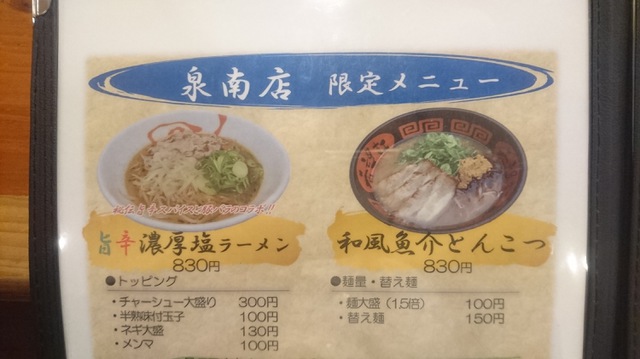 泉南店 限定メニュー
旨辛濃厚塩ラーメン
830円
和風魚介とんこつ
830円
●トッピング
・チャーシュー大盛り 300円
・半熟味付玉子 100円
・ネギ大盛 130円
・メンマ 100円
●麺量・替え麺
・麺大盛(1.5倍) 100円
・替え麺 150円